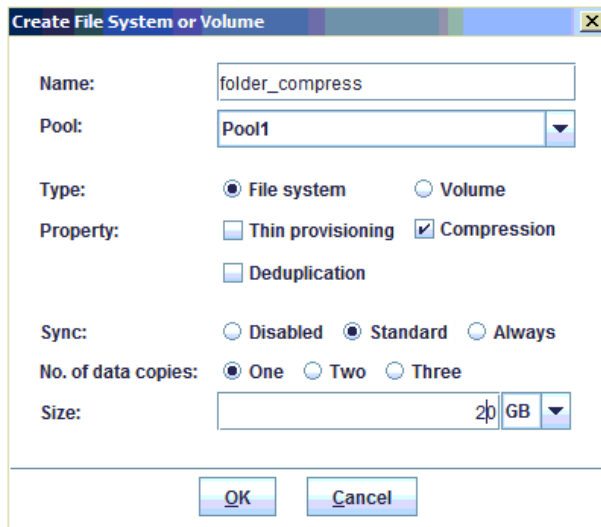 Create File System or Volume
Name: folder_compress
Pool: Pool1
Type: File system Volume
Property: Thin provisioning Compression
Deduplication
Sync: Disabled Standard Always
No. of data copies: One Two Three
Size: 20 GB
OK Cancel